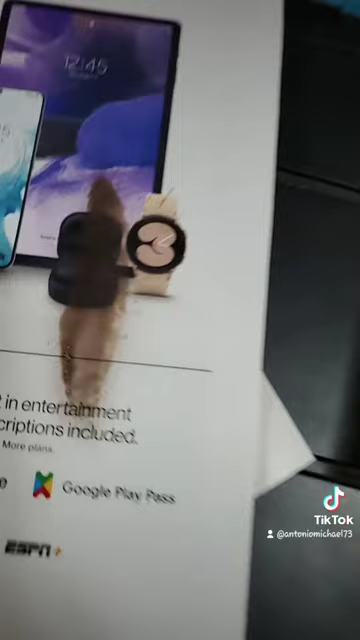 12:45
t in entertainment
criptions included.
More plans.
e Google Play Pass
ESPN+
TikTok
@antoniomichael73